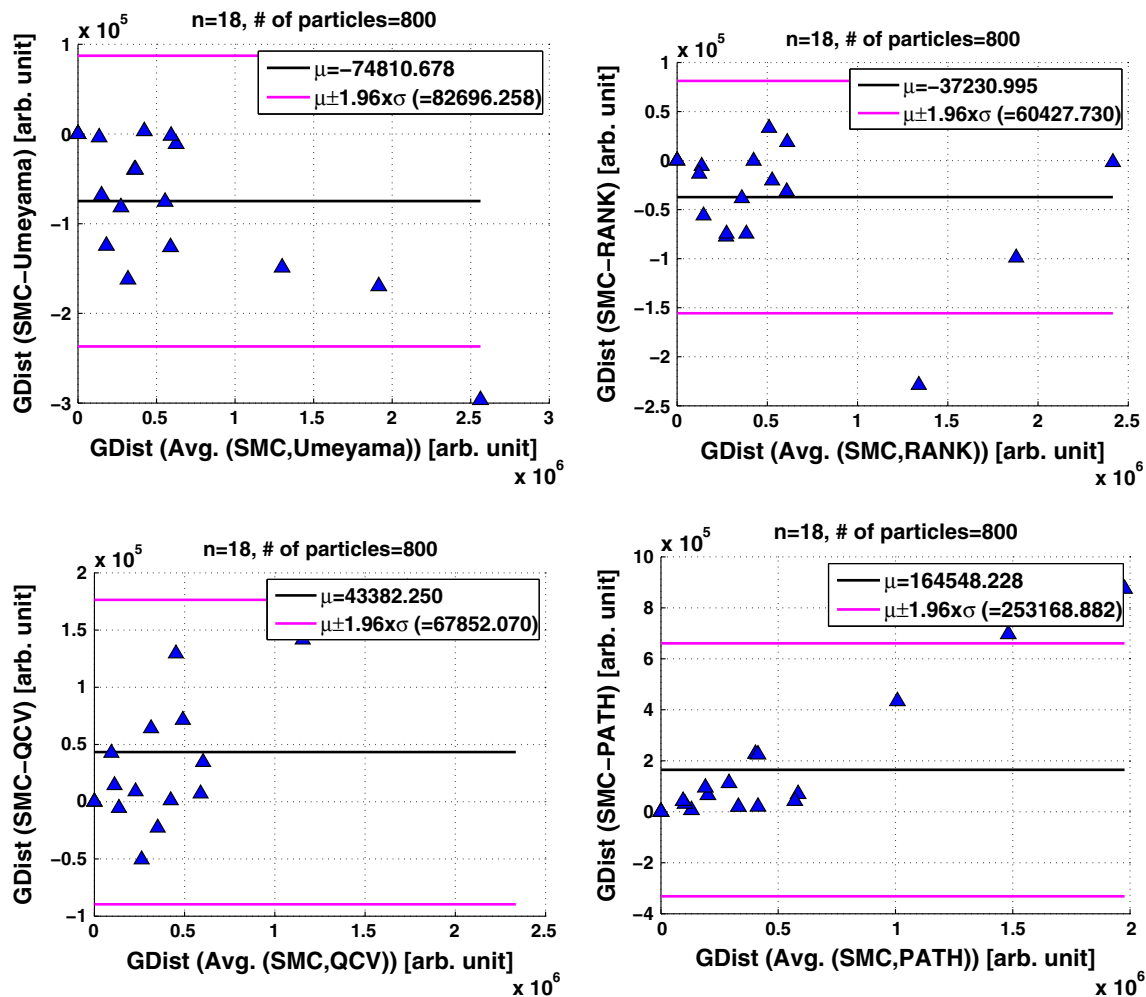 x 10^5
n=18, # of particles=800
μ=−74810.678
μ±1.96xσ (=82696.258)
GDist (SMC−Umeyama) [arb. unit]
1
0
−1
−2
−3
0 0.5 1 1.5 2 2.5 3
GDist (Avg. (SMC,Umeyama)) [arb. unit]
x 10^6
x 10^5
n=18, # of particles=800
μ=−37230.995
μ±1.96xσ (=60427.730)
GDist (SMC−RANK) [arb. unit]
1
0.5
0
−0.5
−1
−1.5
−2
−2.5
0 0.5 1 1.5 2 2.5
GDist (Avg. (SMC,RANK)) [arb. unit]
x 10^6
x 10^5
n=18, # of particles=800
μ=43382.250
μ±1.96xσ (=67852.070)
GDist (SMC−QCV) [arb. unit]
2
1.5
1
0.5
0
−0.5
−1
0 0.5 1 1.5 2 2.5
GDist (Avg. (SMC,QCV)) [arb. unit]
x 10^6
x 10^5
n=18, # of particles=800
μ=164548.228
μ±1.96xσ (=253168.882)
GDist (SMC−PATH) [arb. unit]
10
8
6
4
2
0
−2
−4
0 0.5 1 1.5 2
GDist (Avg. (SMC,PATH)) [arb. unit]
x 10^6